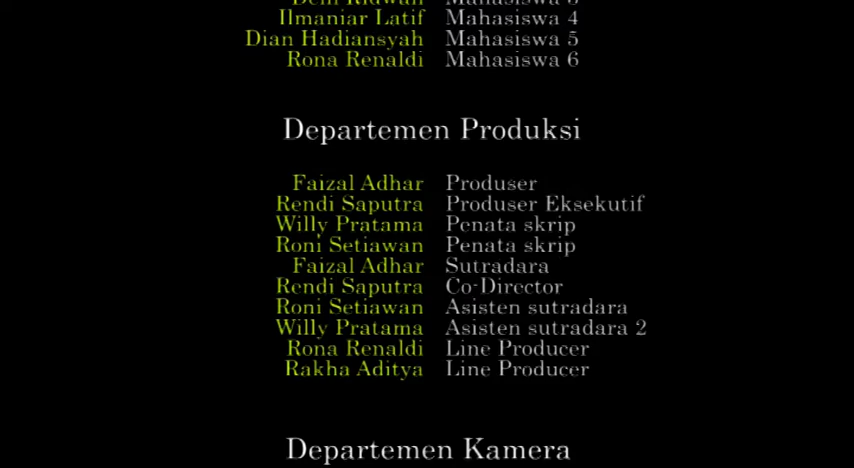 Ilmaniar Latif Mahasiswa 4
Dian Hadiansyah Mahasiswa 5
Rona Renaldi Mahasiswa 6
Departemen Produksi
Faizal Adhar Produser
Rendi Saputra Produser Eksekutif
Willy Pratama Penata skrip
Roni Setiawan Penata skrip
Faizal Adhar Sutradara
Rendi Saputra Co-Director
Roni Setiawan Asisten sutradara
Willy Pratama Asisten sutradara 2
Rona Renaldi Line Producer
Rakha Aditya Line Producer
Departemen Kamera